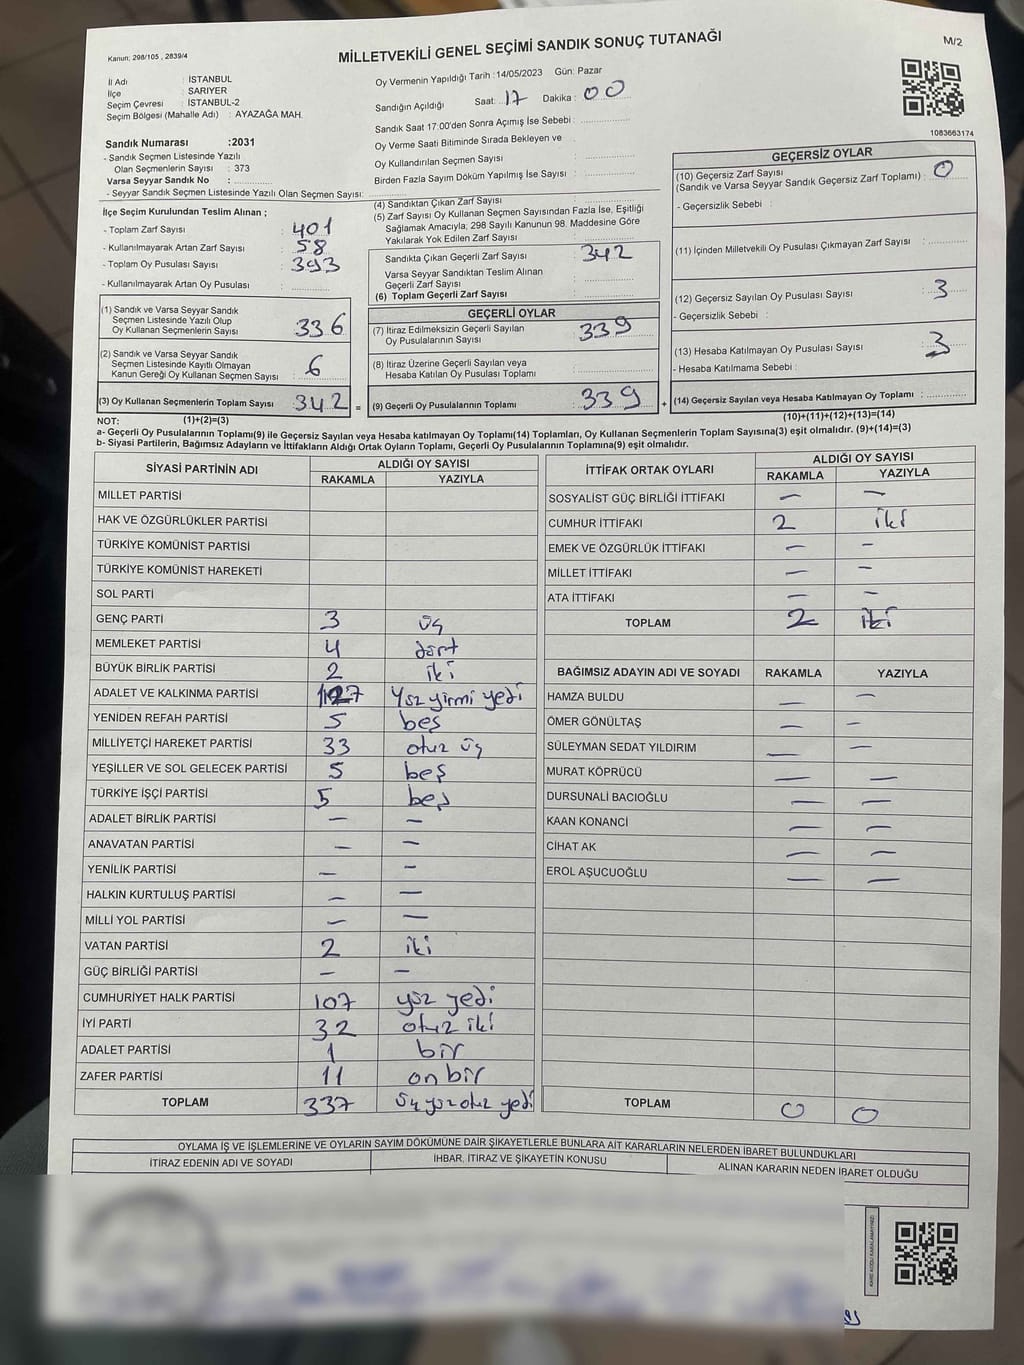 Kanun: 298/105 , 2839/4
MİLLETVEKİLİ GENEL SEÇİMİ SANDIK SONUÇ TUTANAĞI
M/2
İl Adı : İSTANBUL
İlçe : SARIYER
Seçim Çevresi : İSTANBUL-2
Seçim Bölgesi (Mahalle Adı) : AYAZAĞA MAH.
Oy Vermenin Yapıldığı Tarih :14/05/2023 Gün: Pazar
Sandığın Açıldığı Saat: 17 Dakika : 00
Sandık Saat 17:00'den Sonra Açımış İse Sebebi :
Oy Verme Saati Bitiminde Sırada Bekleyen ve
Oy Kullandırılan Seçmen Sayısı :
Birden Fazla Sayım Döküm Yapılmış İse Sayısı :
1083663174
Sandık Numarası :2031
- Sandık Seçmen Listesinde Yazılı
Olan Seçmenlerin Sayısı : 373
Varsa Seyyar Sandık No :
- Seyyar Sandık Seçmen Listesinde Yazılı Olan Seçmen Sayısı:
İlçe Seçim Kurulundan Teslim Alınan ;
- Toplam Zarf Sayısı : 401
- Kullanılmayarak Artan Zarf Sayısı : 58
- Toplam Oy Pusulası Sayısı : 393
- Kullanılmayarak Artan Oy Pusulası :
(1) Sandık ve Varsa Seyyar Sandık
Seçmen Listesinde Yazılı Olup
Oy Kullanan Seçmenlerin Sayısı : 336
(2) Sandık ve Varsa Seyyar Sandık
Seçmen Listesinde Kayıtlı Olmayan
Kanun Gereği Oy Kullanan Seçmen Sayısı : 6
(3) Oy Kullanan Seçmenlerin Toplam Sayısı : 342 =
(4) Sandıktan Çıkan Zarf Sayısı :
(5) Zarf Sayısı Oy Kullanan Seçmen Sayısından Fazla İse, Eşitliği
Sağlamak Amacıyla, 298 Sayılı Kanunun 98. Maddesine Göre
Yakılarak Yok Edilen Zarf Sayısı :
Sandıkta Çıkan Geçerli Zarf Sayısı : 342
Varsa Seyyar Sandıktan Teslim Alınan
Geçerli Zarf Sayısı :
(6) Toplam Geçerli Zarf Sayısı :
GEÇERLİ OYLAR
(7) İtiraz Edilmeksizin Geçerli Sayılan
Oy Pusulalarının Sayısı : 339
(8) İtiraz Üzerine Geçerli Sayılan veya
Hesaba Katılan Oy Pusulası Toplamı :
(9) Geçerli Oy Pusulalarının Toplamı : 339 +
GEÇERSİZ OYLAR
(10) Geçersiz Zarf Sayısı
(Sandık ve Varsa Seyyar Sandık Geçersiz Zarf Toplamı) : 0
- Geçersizlik Sebebi :
(11) İçinden Milletvekili Oy Pusulası Çıkmayan Zarf Sayısı :
(12) Geçersiz Sayılan Oy Pusulası Sayısı : 3
- Geçersizlik Sebebi :
(13) Hesaba Katılmayan Oy Pusulası Sayısı : 3
- Hesaba Katılmama Sebebi :
(14) Geçersiz Sayılan veya Hesaba Katılmayan Oy Toplamı :
NOT: (1)+(2)=(3)
(10)+(11)+(12)+(13)=(14)
a- Geçerli Oy Pusulalarının Toplamı(9) ile Geçersiz Sayılan veya Hesaba katılmayan Oy Toplamı(14) Toplamları, Oy Kullanan Seçmenlerin Toplam Sayısına(3) eşit olmalıdır. (9)+(14)=(3)
b- Siyasi Partilerin, Bağımsız Adayların ve İttifakların Aldığı Ortak Oyların Toplamı, Geçerli Oy Pusulalarının Toplamına(9) eşit olmalıdır.
SİYASİ PARTİNİN ADI ALDIĞI OY SAYISI
RAKAMLA YAZIYLA
MİLLET PARTİSİ
HAK VE ÖZGÜRLÜKLER PARTİSİ
TÜRKİYE KOMÜNİST PARTİSİ
TÜRKİYE KOMÜNİST HAREKETİ
SOL PARTİ
GENÇ PARTİ 3 üç
MEMLEKET PARTİSİ 4 dört
BÜYÜK BİRLİK PARTİSİ 2 iki
ADALET VE KALKINMA PARTİSİ 127 Yüz yirmi yedi
YENİDEN REFAH PARTİSİ 5 beş
MİLLİYETÇİ HAREKET PARTİSİ 33 otuz üç
YEŞİLLER VE SOL GELECEK PARTİSİ 5 beş
TÜRKİYE İŞÇİ PARTİSİ 5 beş
ADALET BİRLİK PARTİSİ — —
ANAVATAN PARTİSİ — —
YENİLİK PARTİSİ — —
HALKIN KURTULUŞ PARTİSİ — —
MİLLİ YOL PARTİSİ — —
VATAN PARTİSİ 2 iki
GÜÇ BİRLİĞİ PARTİSİ — —
CUMHURİYET HALK PARTİSİ 107 yüz yedi
İYİ PARTİ 32 otuz iki
ADALET PARTİSİ 1 bir
ZAFER PARTİSİ 11 on bir
TOPLAM 337 üç yüz otuz yedi
İTTİFAK ORTAK OYLARI ALDIĞI OY SAYISI
RAKAMLA YAZIYLA
SOSYALİST GÜÇ BİRLİĞİ İTTİFAKI — —
CUMHUR İTTİFAKI 2 iki
EMEK VE ÖZGÜRLÜK İTTİFAKI — —
MİLLET İTTİFAKI — —
ATA İTTİFAKI — —
TOPLAM 2 iki
BAĞIMSIZ ADAYIN ADI VE SOYADI RAKAMLA YAZIYLA
HAMZA BULDU — —
ÖMER GÖNÜLTAŞ — —
SÜLEYMAN SEDAT YILDIRIM — —
MURAT KÖPRÜCÜ — —
DURSUNALİ BACIOĞLU — —
KAAN KONANCİ — —
CİHAT AK — —
EROL AŞUCUOĞLU — —
TOPLAM 0 0
OYLAMA İŞ VE İŞLEMLERİNE VE OYLARIN SAYIM DÖKÜMÜNE DAİR ŞİKAYETLERLE BUNLARA AİT KARARLARIN NELERDEN İBARET BULUNDUKLARI
İTİRAZ EDENİN ADI VE SOYADI İHBAR, İTİRAZ VE ŞİKAYETİN KONUSU ALINAN KARARIN NEDEN İBARET OLDUĞU